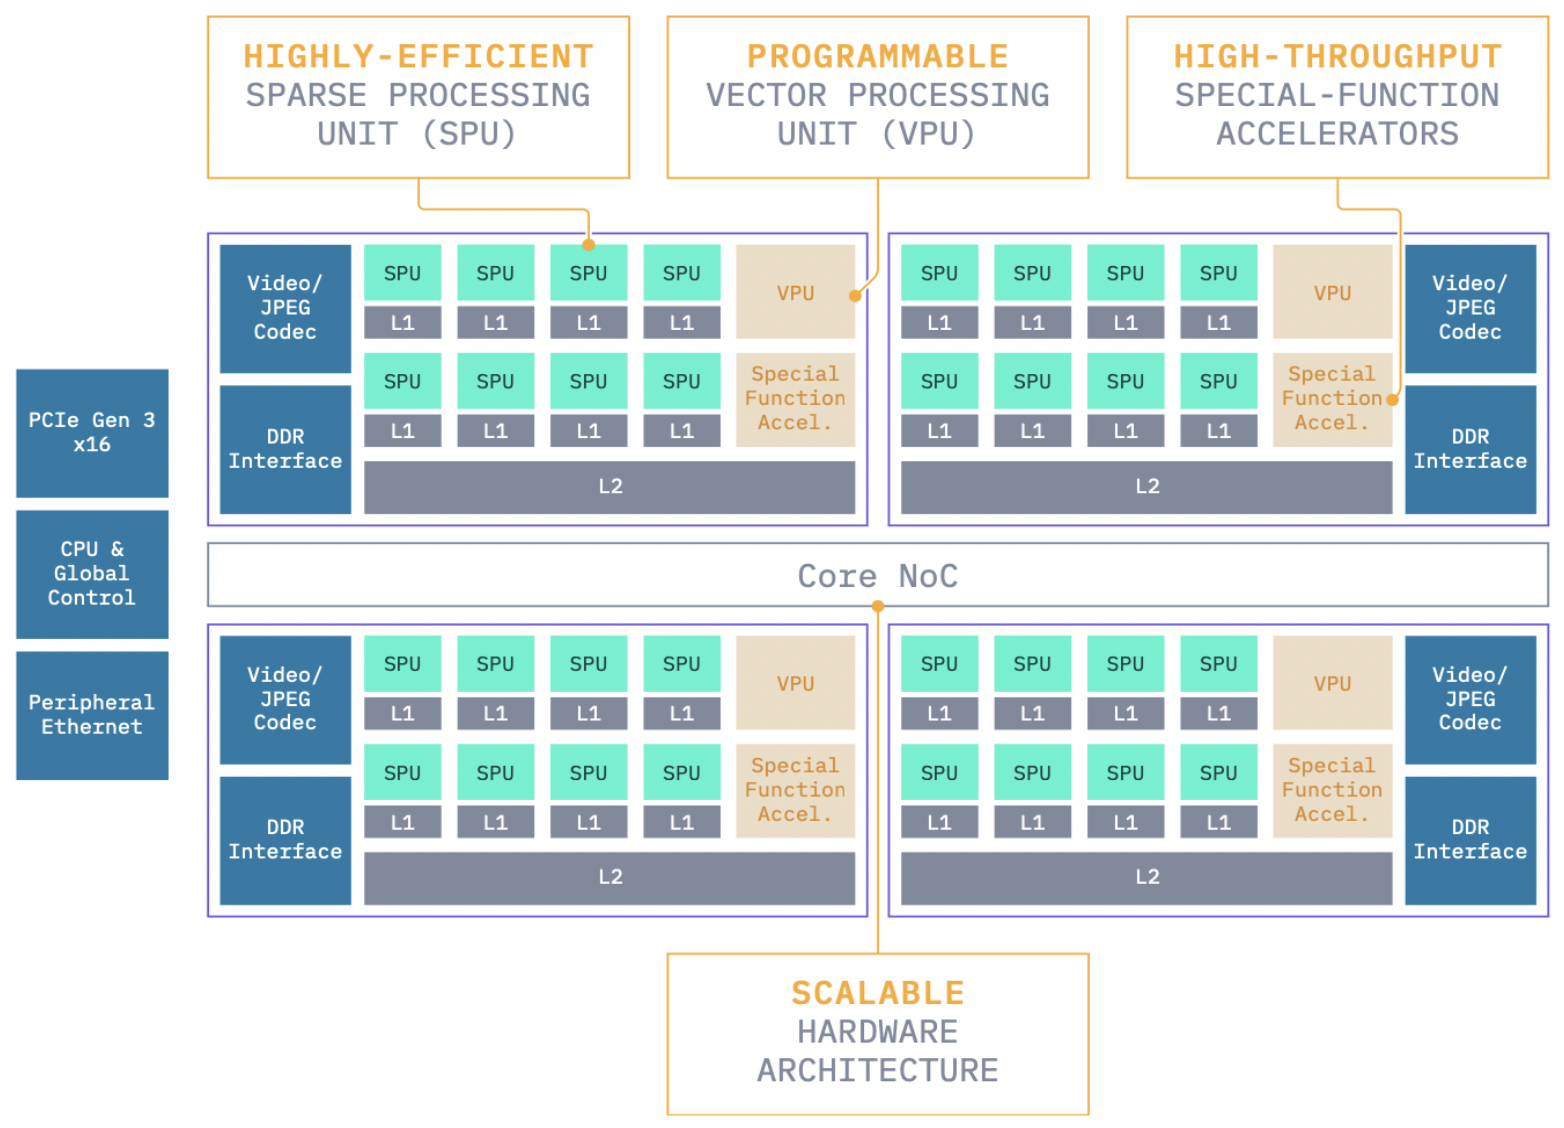 HIGHLY-EFFICIENT
SPARSE PROCESSING
UNIT (SPU)
PROGRAMMABLE
VECTOR PROCESSING
UNIT (VPU)
HIGH-THROUGHPUT
SPECIAL-FUNCTION
ACCELERATORS
PCIe Gen 3
x16
CPU &
Global
Control
Peripheral
Ethernet
Video/
JPEG
Codec
DDR
Interface
SPU SPU SPU SPU
L1 L1 L1 L1
SPU SPU SPU SPU
L1 L1 L1 L1
VPU
Special
Function
Accel.
L2
SPU SPU SPU SPU
L1 L1 L1 L1
SPU SPU SPU SPU
L1 L1 L1 L1
VPU
Special
Function
Accel.
L2
Video/
JPEG
Codec
DDR
Interface
Core NoC
Video/
JPEG
Codec
DDR
Interface
SPU SPU SPU SPU
L1 L1 L1 L1
SPU SPU SPU SPU
L1 L1 L1 L1
VPU
Special
Function
Accel.
L2
SPU SPU SPU SPU
L1 L1 L1 L1
SPU SPU SPU SPU
L1 L1 L1 L1
VPU
Special
Function
Accel.
L2
Video/
JPEG
Codec
DDR
Interface
SCALABLE
HARDWARE
ARCHITECTURE